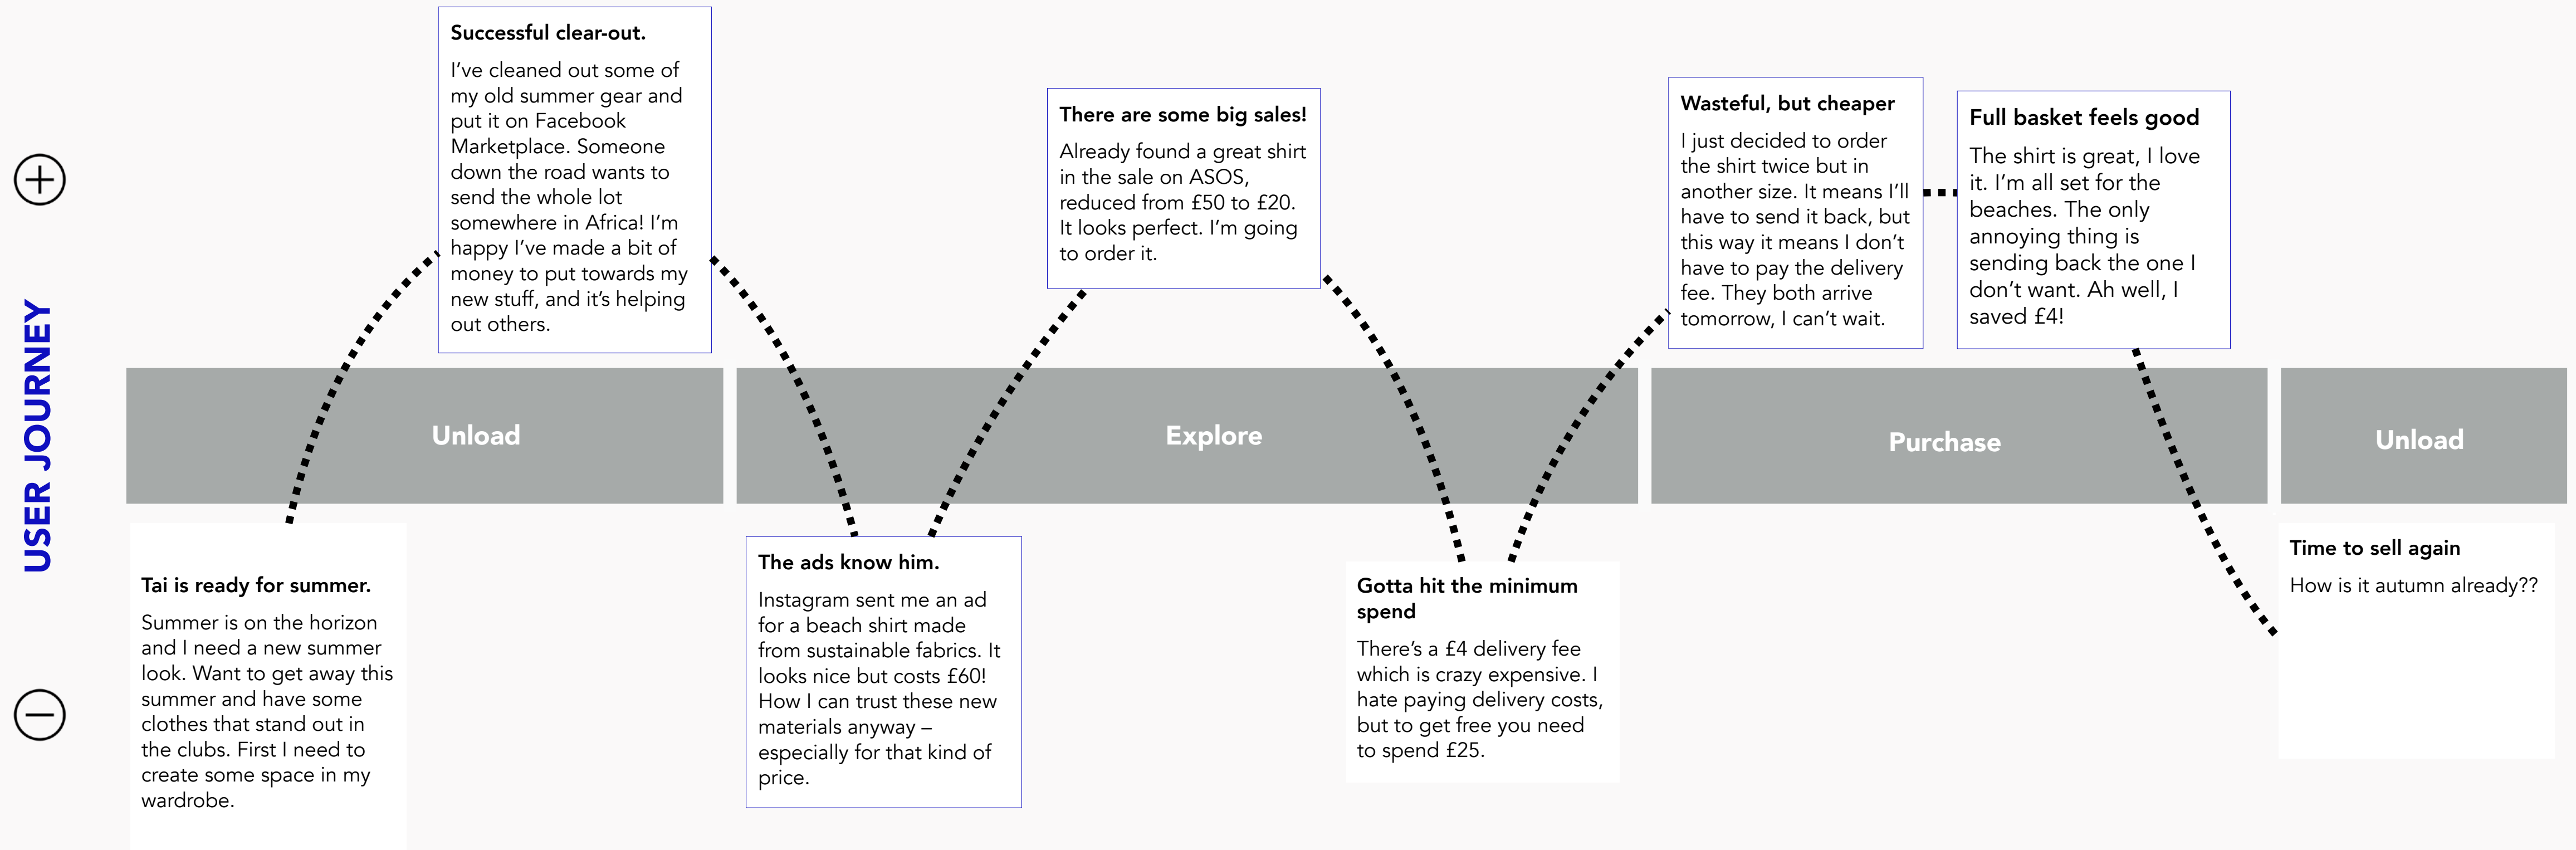 USER JOURNEY
Successful clear-out.
I've cleaned out some of
my old summer gear and
put it on Facebook
Marketplace. Someone
down the road wants to
send the whole lot
somewhere in Africa! I'm
happy I've made a bit of
money to put towards my
new stuff, and it's helping
out others.
There are some big sales!
Already found a great shirt
in the sale on ASOS,
reduced from £50 to £20.
It looks perfect. I'm going
to order it.
Wasteful, but cheaper
I just decided to order
the shirt twice but in
another size. It means I'll
have to send it back, but
this way it means I don't
have to pay the delivery
fee. They both arrive
tomorrow, I can't wait.
Full basket feels good
The shirt is great, I love
it. I'm all set for the
beaches. The only
annoying thing is
sending back the one I
don't want. Ah well, I
saved £4!
Unload
Explore
Purchase
Unload
Tai is ready for summer.
Summer is on the horizon
and I need a new summer
look. Want to get away this
summer and have some
clothes that stand out in
the clubs. First I need to
create some space in my
wardrobe.
The ads know him.
Instagram sent me an ad
for a beach shirt made
from sustainable fabrics. It
looks nice but costs £60!
How I can trust these new
materials anyway –
especially for that kind of
price.
Gotta hit the minimum
spend
There's a £4 delivery fee
which is crazy expensive. I
hate paying delivery costs,
but to get free you need
to spend £25.
Time to sell again
How is it autumn already??